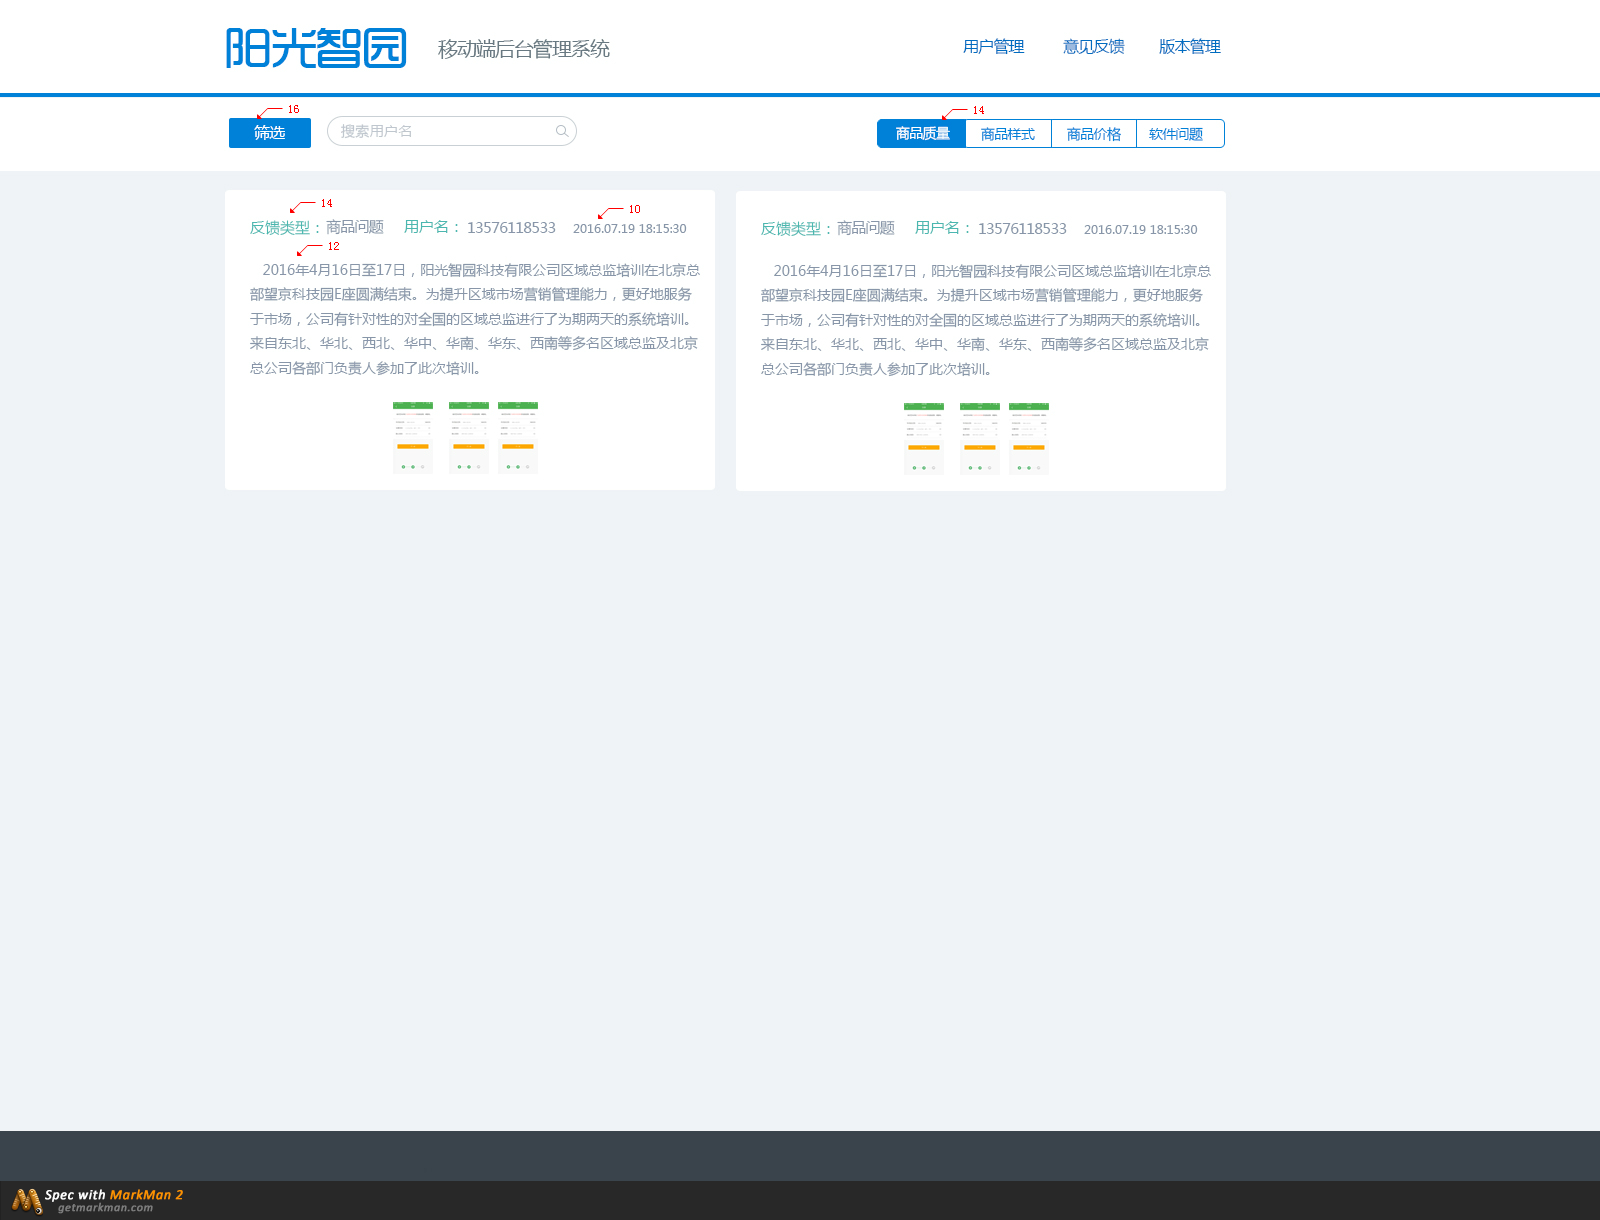 阳光智园
移动端后台管理系统
用户管理
意见反馈
版本管理
16
筛选
搜索用户名
14
商品质量
商品样式
商品价格
软件问题
14
10
反馈类型：商品问题 用户名： 13576118533 2016.07.19 18:15:30
12
2016年4月16日至17日，阳光智园科技有限公司区域总监培训在北京总
部望京科技园E座圆满结束。为提升区域市场营销管理能力，更好地服务
于市场，公司有针对性的对全国的区域总监进行了为期两天的系统培训。
来自东北、华北、西北、华中、华南、华东、西南等多名区域总监及北京
总公司各部门负责人参加了此次培训。
反馈类型：商品问题 用户名： 13576118533 2016.07.19 18:15:30
2016年4月16日至17日，阳光智园科技有限公司区域总监培训在北京总
部望京科技园E座圆满结束。为提升区域市场营销管理能力，更好地服务
于市场，公司有针对性的对全国的区域总监进行了为期两天的系统培训。
来自东北、华北、西北、华中、华南、华东、西南等多名区域总监及北京
总公司各部门负责人参加了此次培训。
Spec with MarkMan 2
getmarkman.com